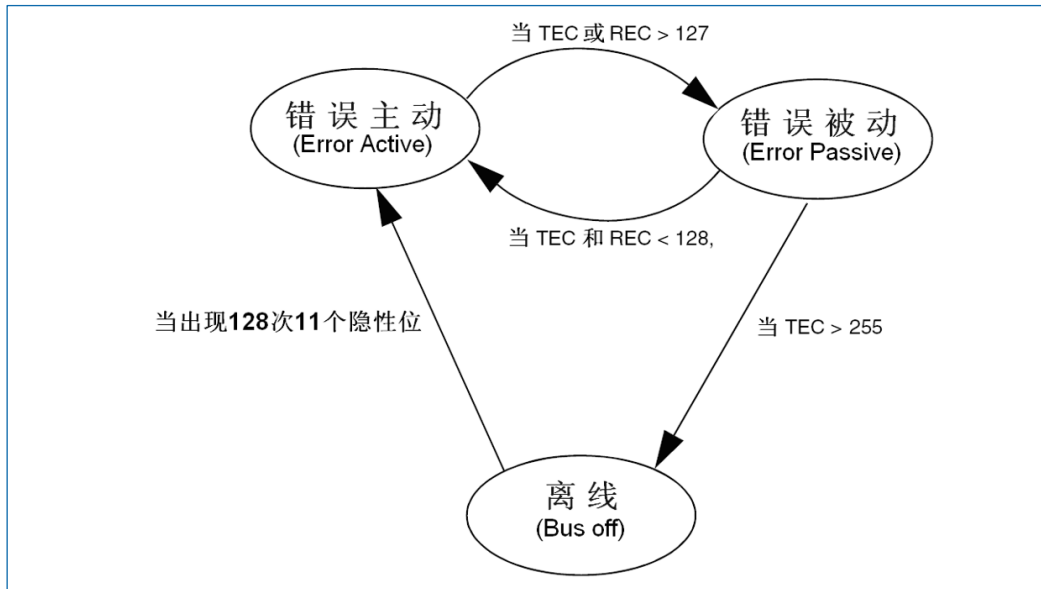 当 TEC 或 REC > 127
错误主动
(Error Active)
错误被动
(Error Passive)
当 TEC 和 REC < 128,
当出现128次11个隐性位
当 TEC > 255
离线
(Bus off)